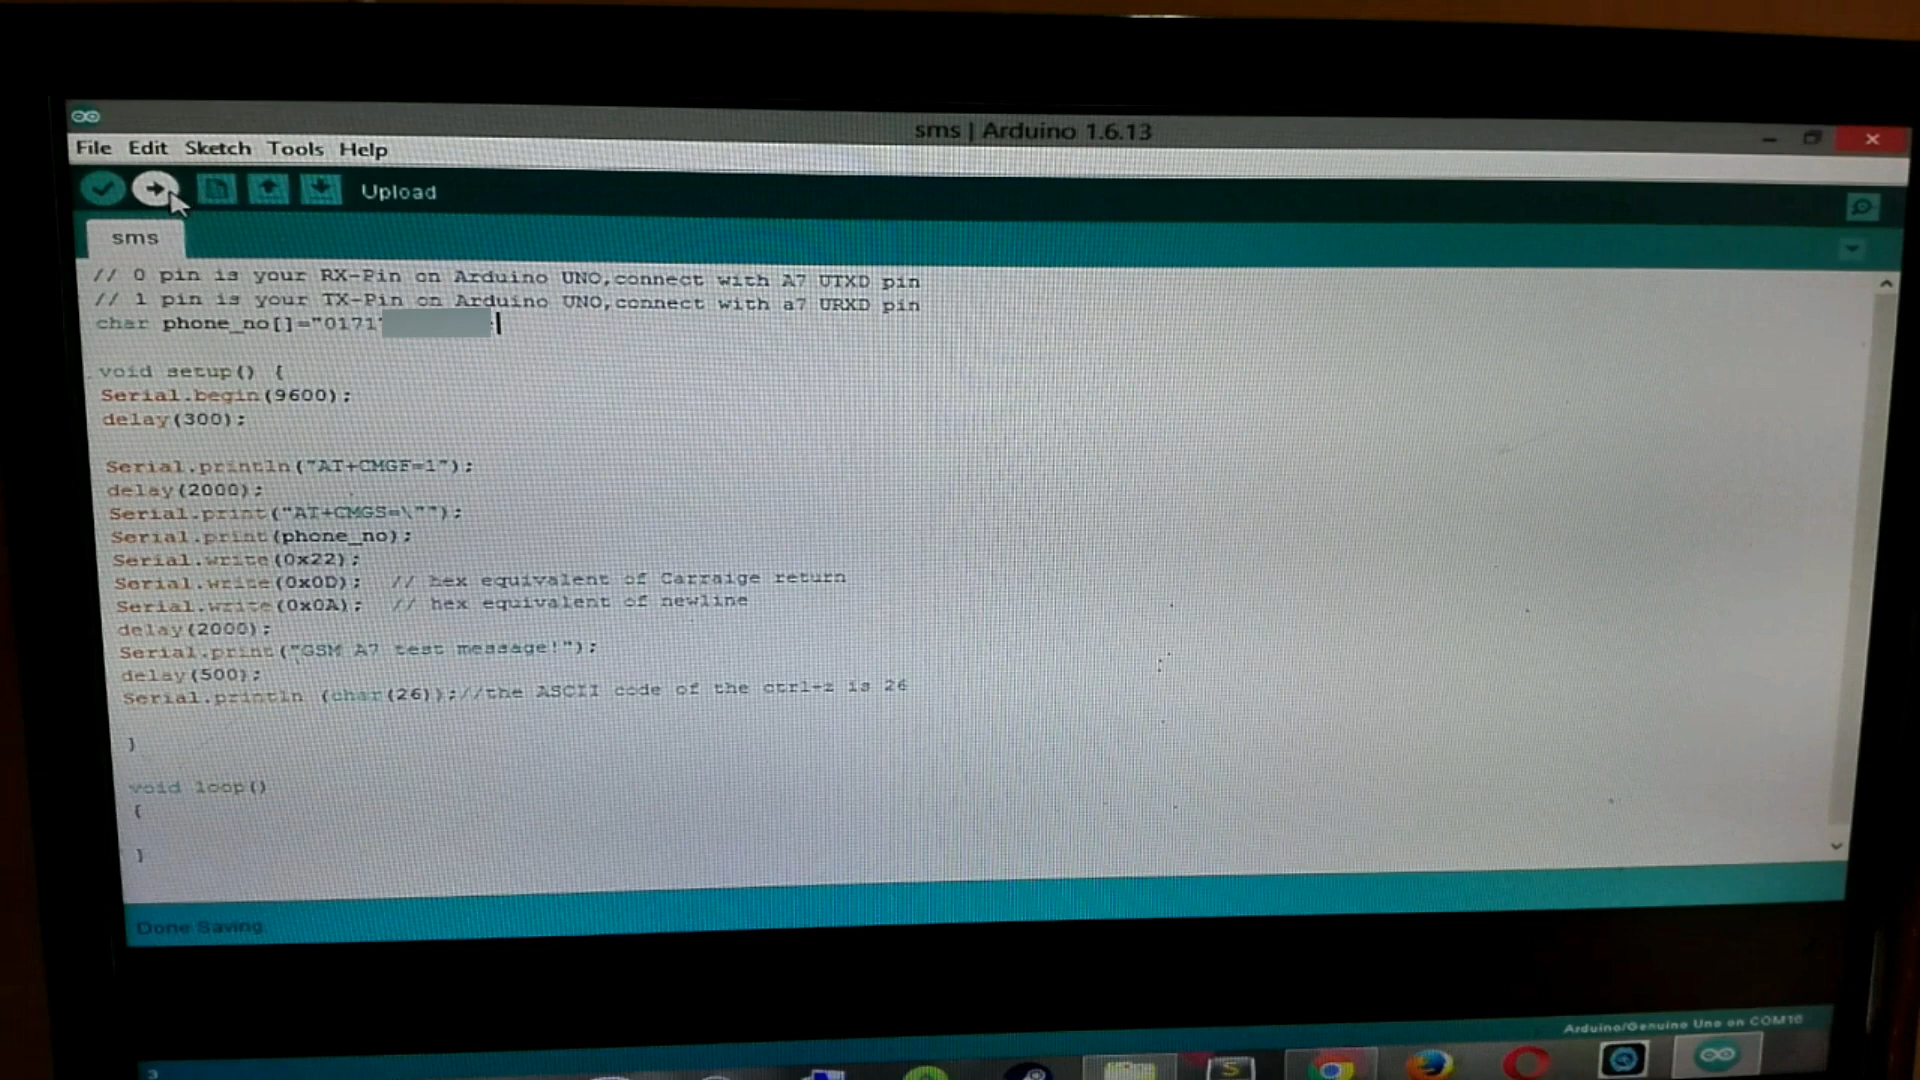 sms | Arduino 1.6.13
File Edit Sketch Tools Help
Upload
sms
// 0 pin is your RX-Pin on Arduino UNO,connect with A7 UTXD pin
// 1 pin is your TX-Pin on Arduino UNO,connect with a7 URXD pin
char phone_no[]="0171
void setup() {
Serial.begin(9600);
delay(300);
Serial.println("AT+CMGF=1");
delay(2000);
Serial.print("AT+CMGS=\"");
Serial.print(phone_no);
Serial.write(0x22);
Serial.write(0x0D); // hex equivalent of Carraige return
Serial.write(0x0A); // hex equivalent of newline
delay(2000);
Serial.print("GSM A7 test message!");
delay(500);
Serial.println (char(26));//the ASCII code of the ctrl-z is 26
}
void loop()
{
}
Done Saving.
Arduino/Genuino Uno on COM16
3